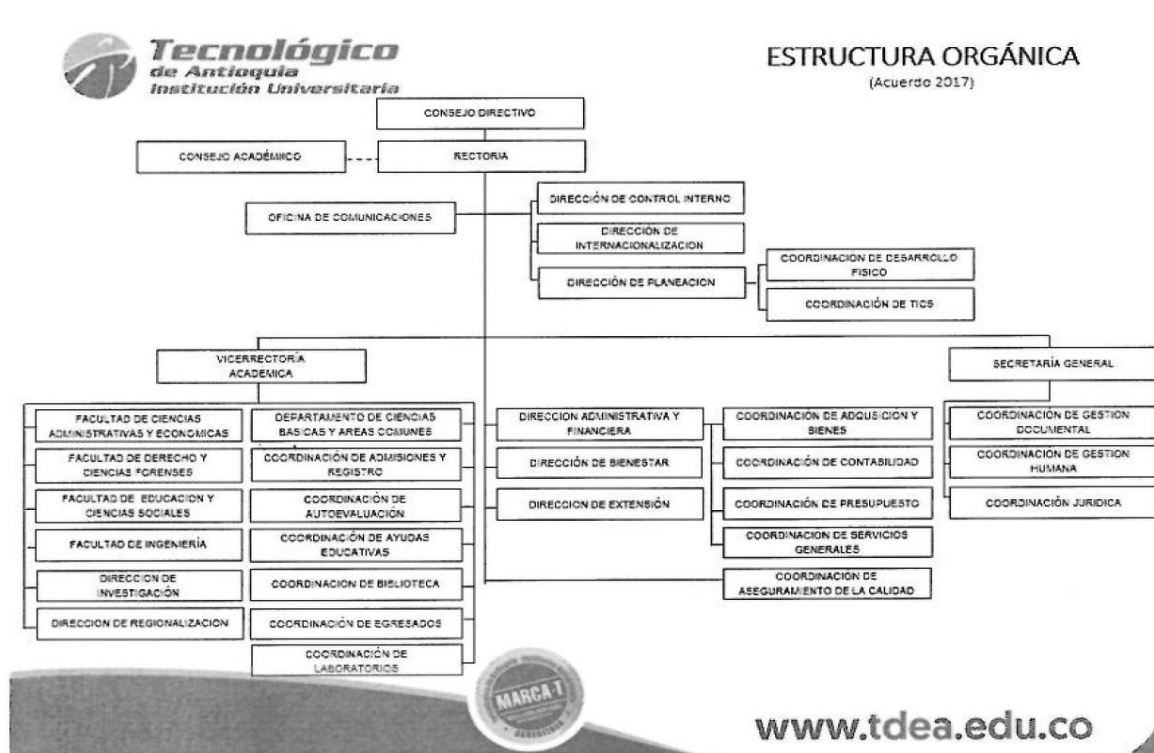 Tecnológico
de Antioquia
Institución Universitaria
ESTRUCTURA ORGÁNICA
(Acuerdo 2017)
CONSEJO DIRECTIVO
CONSEJO ACADÉMIICO
RECTORIA
OFICINA DE COMUNICACIONES
DIRECCIÓN DE CONTROL INTERNO
DIRECCIÓN DE
INTERNACIONALIZACION
DIRECCIÓN DE PLANEACION
COORDINACIÓN DE DESARROLLO
FISICO
COORDINACIÓN DE TICS
VICERRECTORÍA
ACADEMICA
SECRETARÍA GENERAL
FACULTAD DE CIENCIAS
ADMINISTRATIVAS Y ECONOMICAS
FACULTAD DE DERECHO Y
CIENCIAS FORENSES
FACULTAD DE EDUCACION Y
CIENCIAS SOCIALES
FACULTAD DE INGENIERÍA
DIRECCION DE
INVESTIGACIÓN
DIRECCION DE REGIONALIZACION
DEPARTAMENTO DE CIENCIAS
BASICAS Y AREAS COMUNES
COORDINACIÓN DE ADMISIONES Y
REGISTRO
COORDINACIÓN DE
AUTOEVALUACIÓN
COORDINACIÓN DE AYUDAS
EDUCATIVAS
COORDINACION DE BIBLIOTECA
COORDINACIÓN DE EGRESADOS
COORDINACIÓN DE
LABORATORIOS
DIRECCION ADMINISTRATIVA Y
FINANCIERA
DIRECCIÓN DE BIENESTAR
DIRECCION DE EXTENSIÓN
COORDINACIÓN DE ADQUSICION Y
BIENES
COORDINACIÓN DE CONTABILIDAD
COORDINACIÓN DE PRESUPUESTO
COORDINACION DE SERVICIOS
GENERALES
COORDINACIÓN DE
ASEGURAMIENTO DE LA CALIDAD
COORDINACIÓN DE GESTION
DOCUMENTAL
COORDINACIÓN DE GESTION
HUMANA
COORDINACIÓN JURIDICA
MARCA-T
www.tdea.edu.co